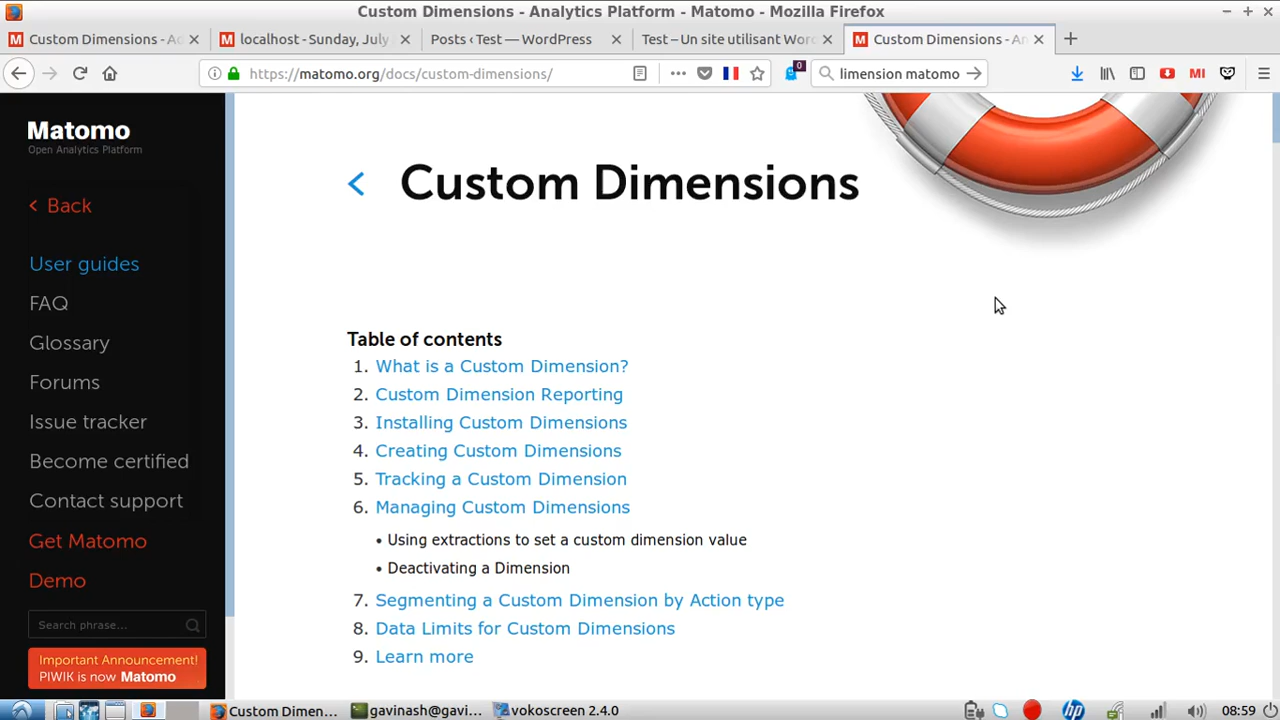 Custom Dimensions - Analytics Platform - Matomo - Mozilla Firefox
Custom Dimensions - Ad
localhost - Sunday, July
Posts ‹ Test — WordPress
Test – Un site utilisant Wor
Custom Dimensions - An
https://matomo.org/docs/custom-dimensions/
0
limension matomo
MI
Matomo
Open Analytics Platform
Back
User guides
FAQ
Glossary
Forums
Issue tracker
Become certified
Contact support
Get Matomo
Demo
Search phrase...
Important Announcement!
PIWIK is now Matomo
Custom Dimensions
Table of contents
1. What is a Custom Dimension?
2. Custom Dimension Reporting
3. Installing Custom Dimensions
4. Creating Custom Dimensions
5. Tracking a Custom Dimension
6. Managing Custom Dimensions
• Using extractions to set a custom dimension value
• Deactivating a Dimension
7. Segmenting a Custom Dimension by Action type
8. Data Limits for Custom Dimensions
9. Learn more
Custom Dimen...
gavinash@gavi...
vokoscreen 2.4.0
hp
08:59